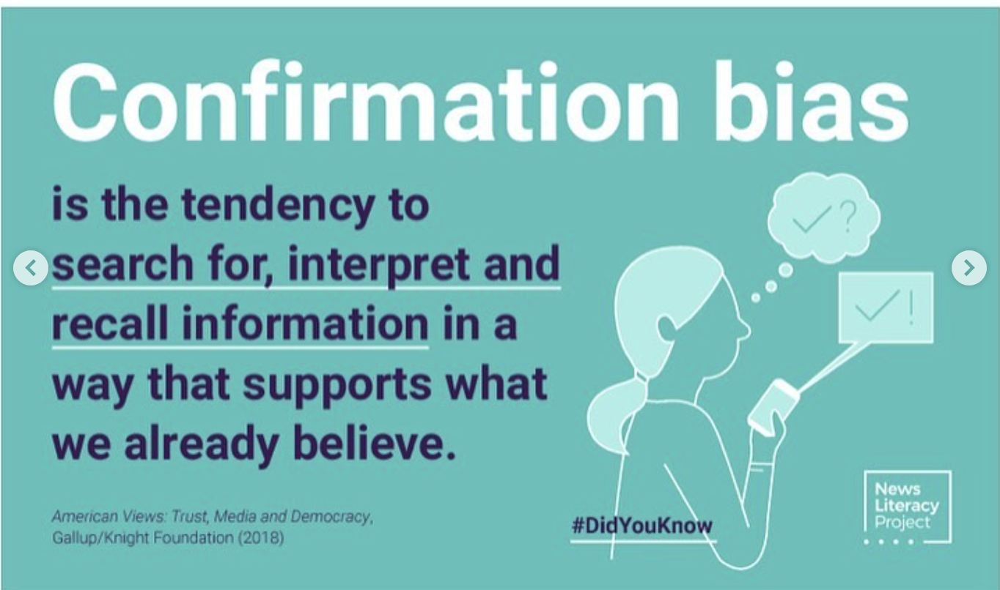 Confirmation bias
is the tendency to
search for, interpret and
recall information in a
way that supports what
we already believe.
American Views: Trust, Media and Democracy,
Gallup/Knight Foundation (2018)
?
!
#DidYouKnow
News
Literacy
Project